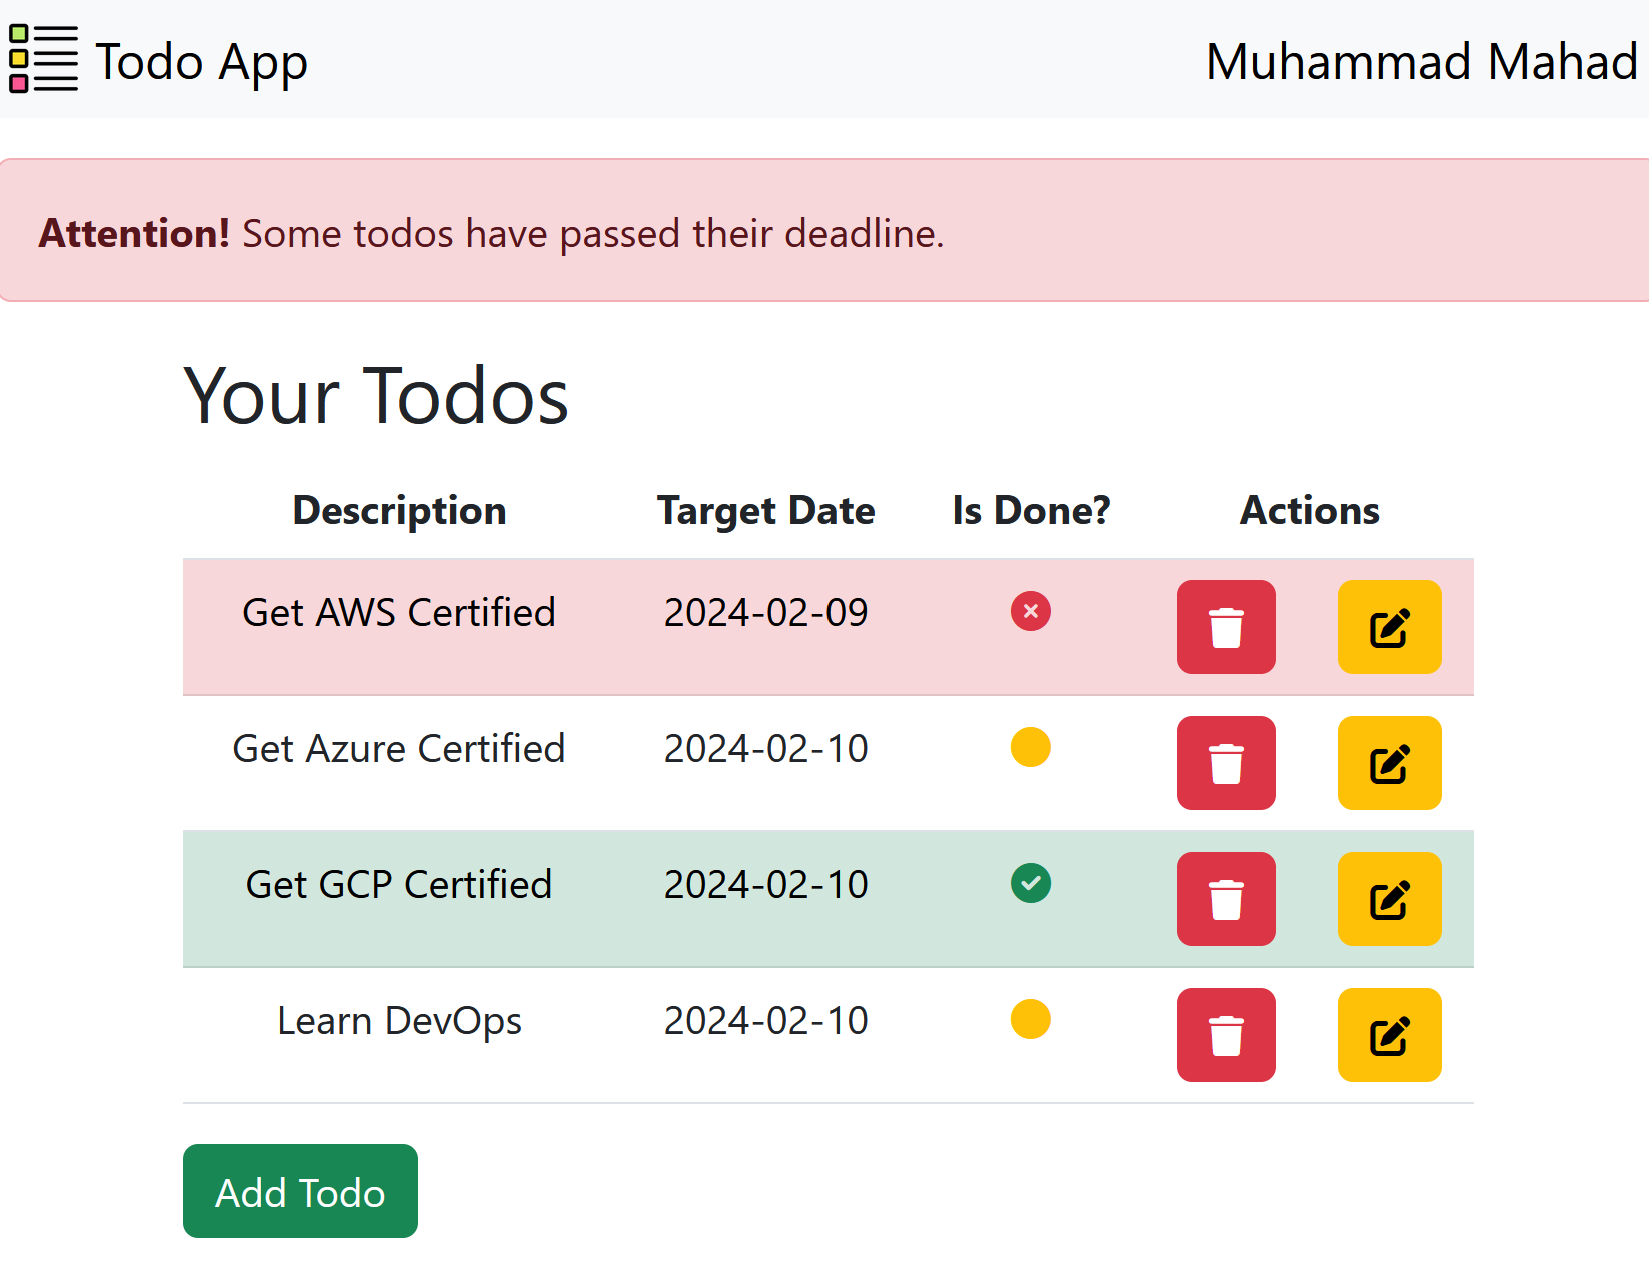 Todo App
Muhammad Mahad
Attention! Some todos have passed their deadline.
Your Todos
Description Target Date Is Done? Actions
Get AWS Certified 2024-02-09
Get Azure Certified 2024-02-10
Get GCP Certified 2024-02-10
Learn DevOps 2024-02-10
Add Todo